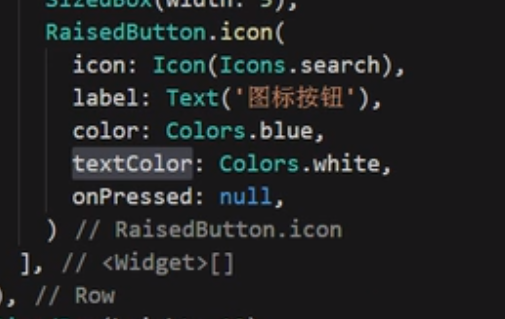 SizedBox(width: 5),
RaisedButton.icon(
icon: Icon(Icons.search),
label: Text('图标按钮'),
color: Colors.blue,
textColor: Colors.white,
onPressed: null,
) // RaisedButton.icon
], // <Widget>[]
), // Row